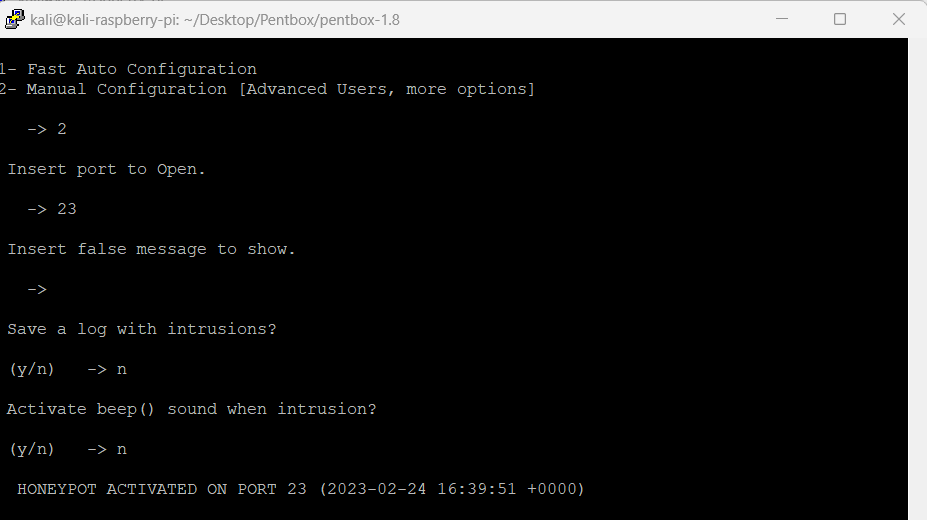 kali@kali-raspberry-pi: ~/Desktop/Pentbox/pentbox-1.8
1- Fast Auto Configuration
2- Manual Configuration [Advanced Users, more options]
-> 2
Insert port to Open.
-> 23
Insert false message to show.
->
Save a log with intrusions?
(y/n)   -> n
Activate beep() sound when intrusion?
(y/n)   -> n
HONEYPOT ACTIVATED ON PORT 23 (2023-02-24 16:39:51 +0000)